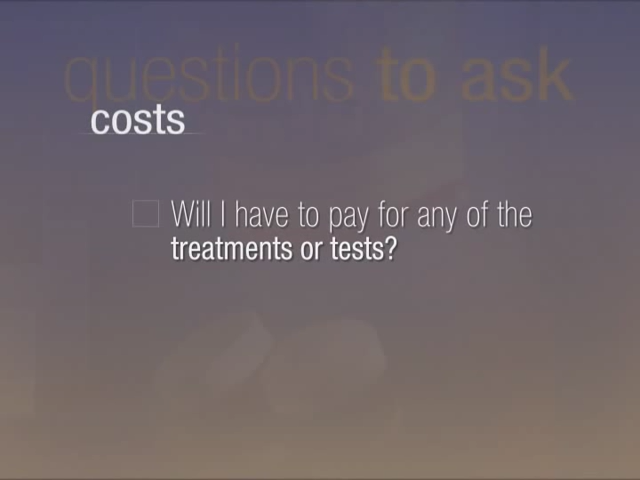 questions to ask
costs
Will I have to pay for any of the
treatments or tests?